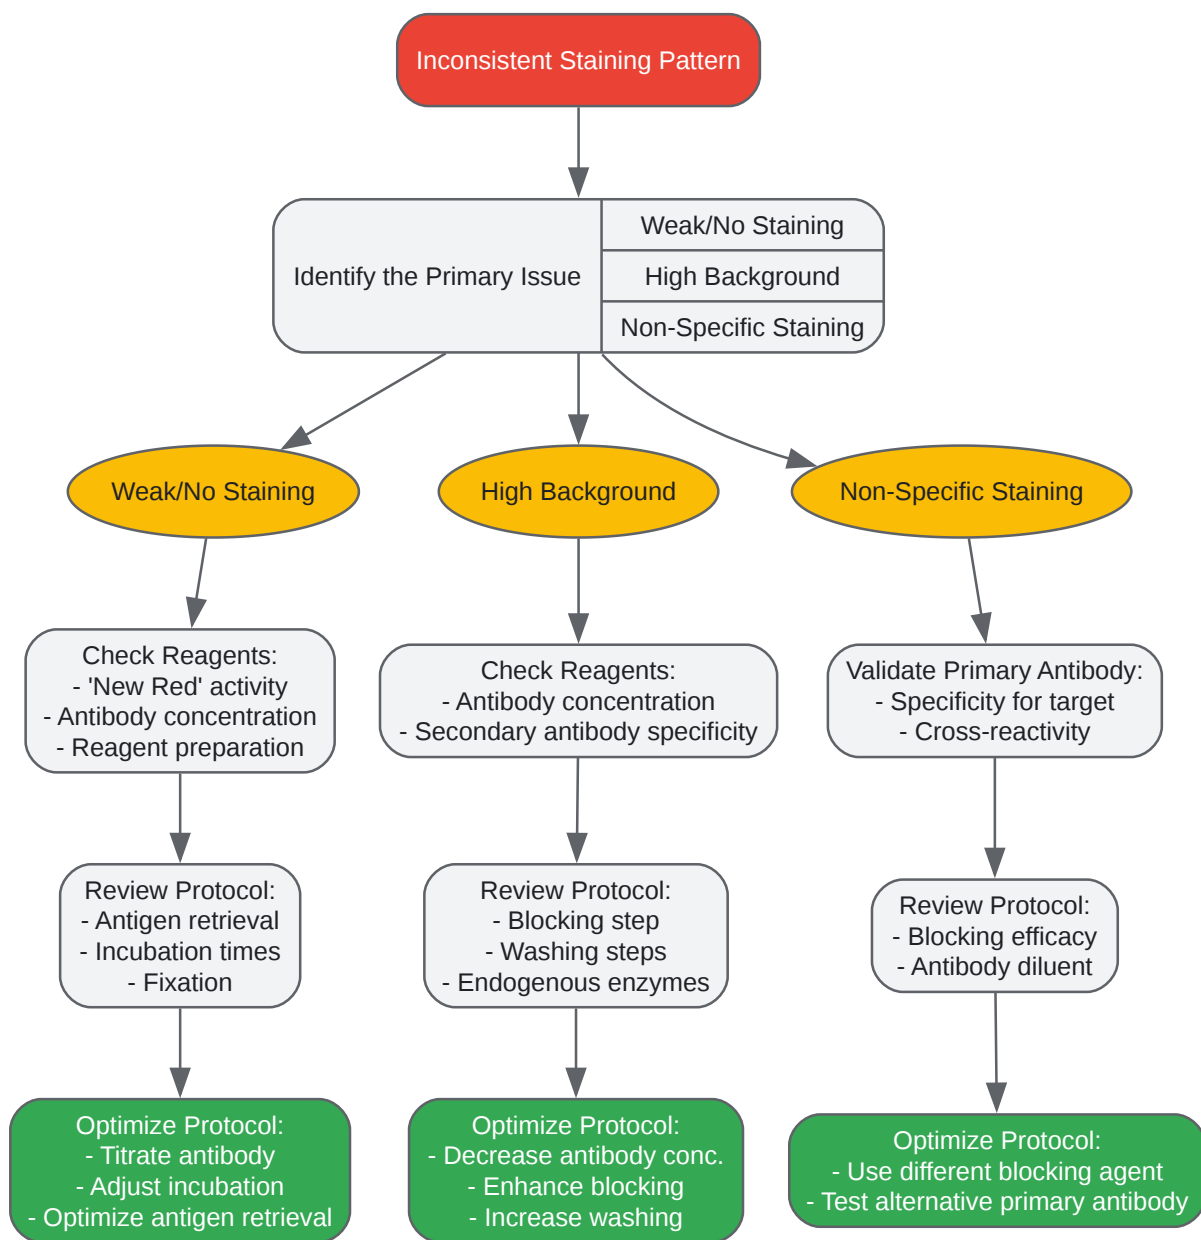 Inconsistent Staining Pattern
Identify the Primary Issue
Weak/No Staining
High Background
Non-Specific Staining
Weak/No Staining
High Background
Non-Specific Staining
Check Reagents:
- 'New Red' activity
- Antibody concentration
- Reagent preparation
Check Reagents:
- Antibody concentration
- Secondary antibody specificity
Validate Primary Antibody:
- Specificity for target
- Cross-reactivity
Review Protocol:
- Antigen retrieval
- Incubation times
- Fixation
Review Protocol:
- Blocking step
- Washing steps
- Endogenous enzymes
Review Protocol:
- Blocking efficacy
- Antibody diluent
Optimize Protocol:
- Titrate antibody
- Adjust incubation
- Optimize antigen retrieval
Optimize Protocol:
- Decrease antibody conc.
- Enhance blocking
- Increase washing
Optimize Protocol:
- Use different blocking agent
- Test alternative primary antibody